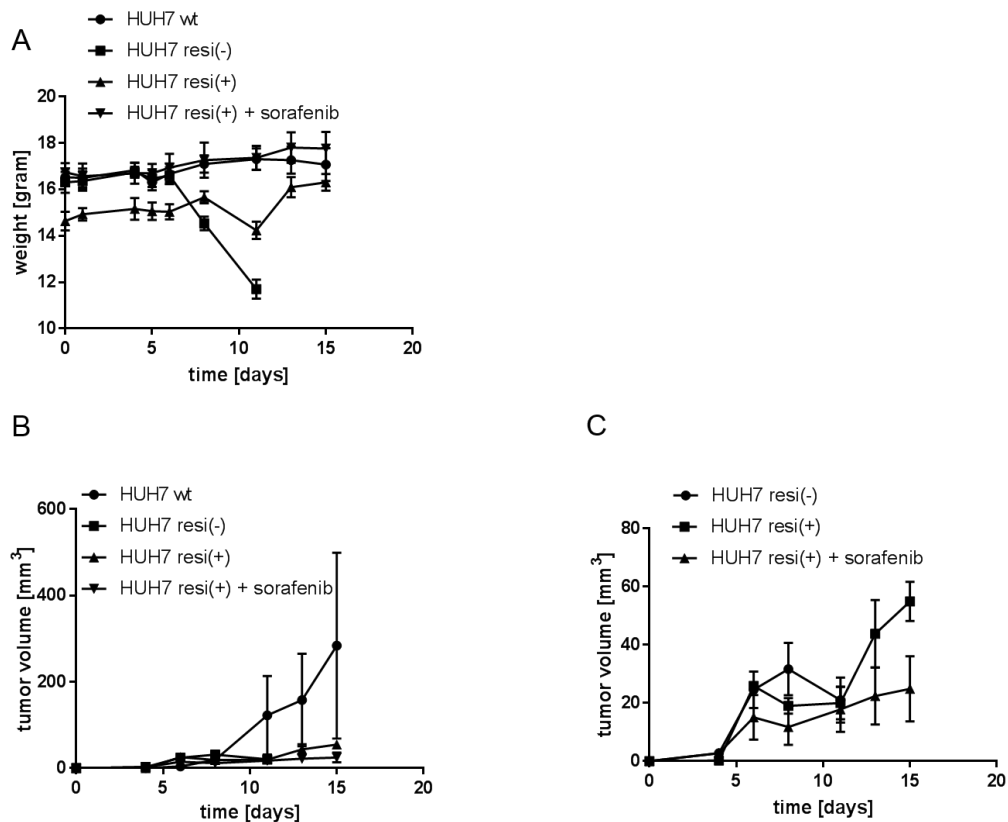 A
HUH7 wt
HUH7 resi(-)
HUH7 resi(+)
HUH7 resi(+) + sorafenib
20
18
16
14
12
10
weight [gram]
0 5 10 15 20
time [days]
B
HUH7 wt
HUH7 resi(-)
HUH7 resi(+)
HUH7 resi(+) + sorafenib
600
400
200
0
tumor volume [mm³]
0 5 10 15 20
time [days]
C
HUH7 resi(-)
HUH7 resi(+)
HUH7 resi(+) + sorafenib
80
60
40
20
0
tumor volume [mm³]
0 5 10 15 20
time [days]